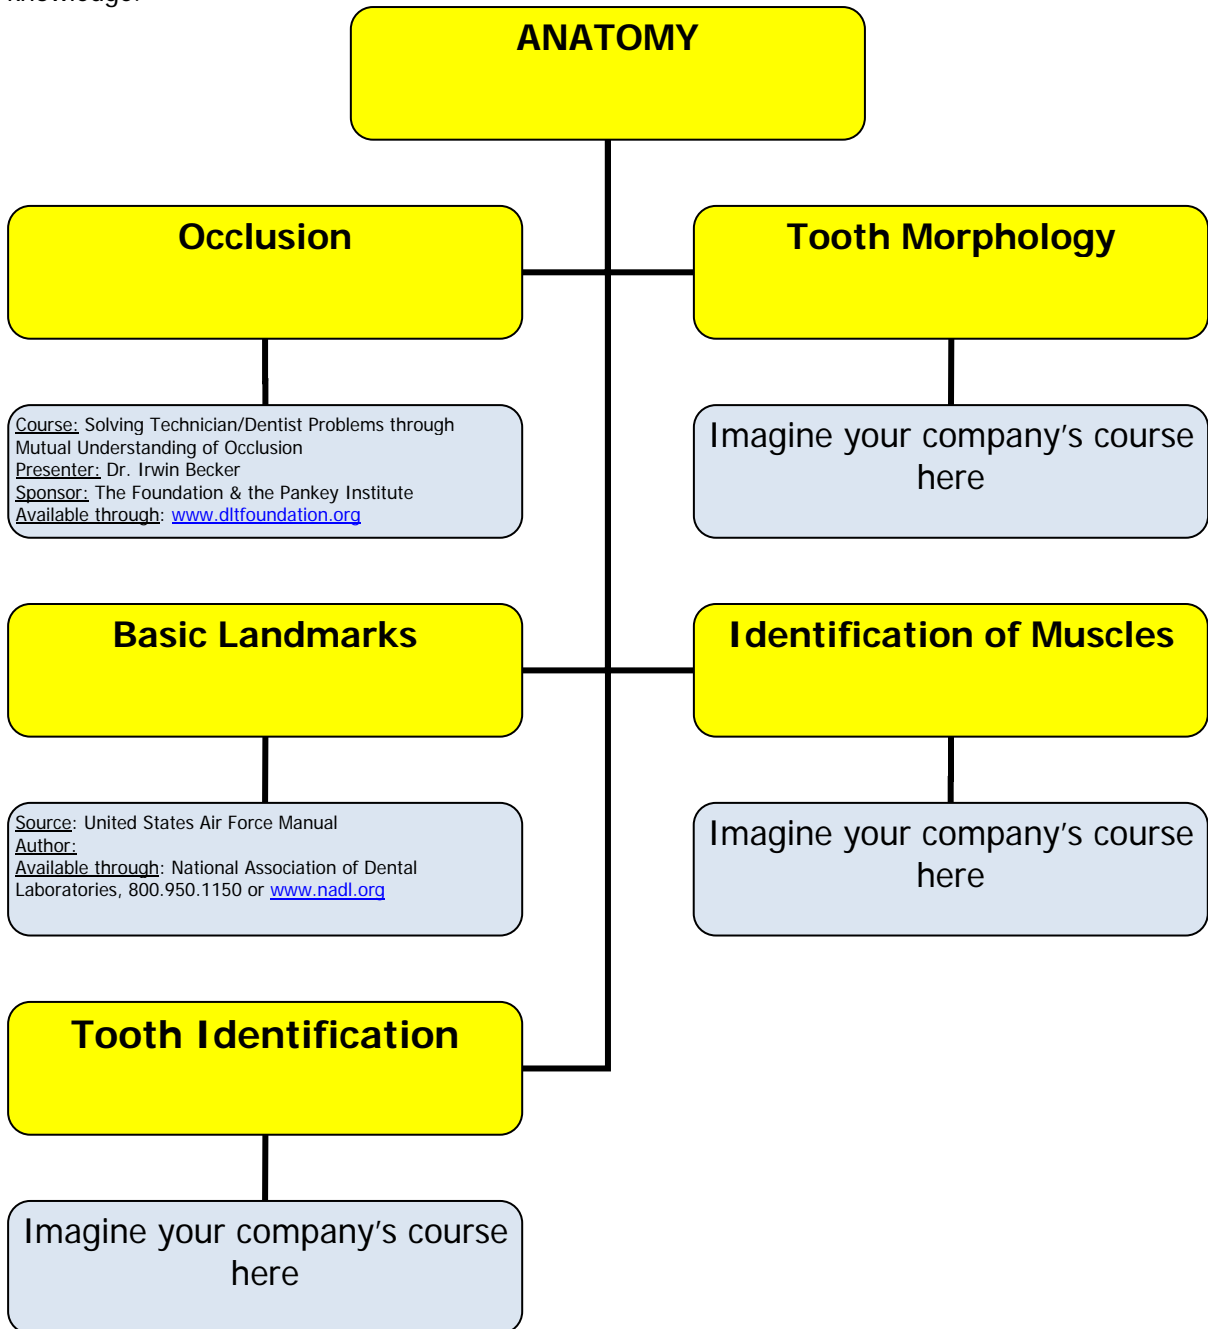 knowledge.
ANATOMY
Occlusion
Tooth Morphology
Course: Solving Technician/Dentist Problems through
Mutual Understanding of Occlusion
Presenter: Dr. Irwin Becker
Sponsor: The Foundation & the Pankey Institute
Available through: www.dltfoundation.org
Imagine your company's course
here
Basic Landmarks
Identification of Muscles
Source: United States Air Force Manual
Author:
Available through: National Association of Dental
Laboratories, 800.950.1150 or www.nadl.org
Imagine your company's course
here
Tooth Identification
Imagine your company's course
here